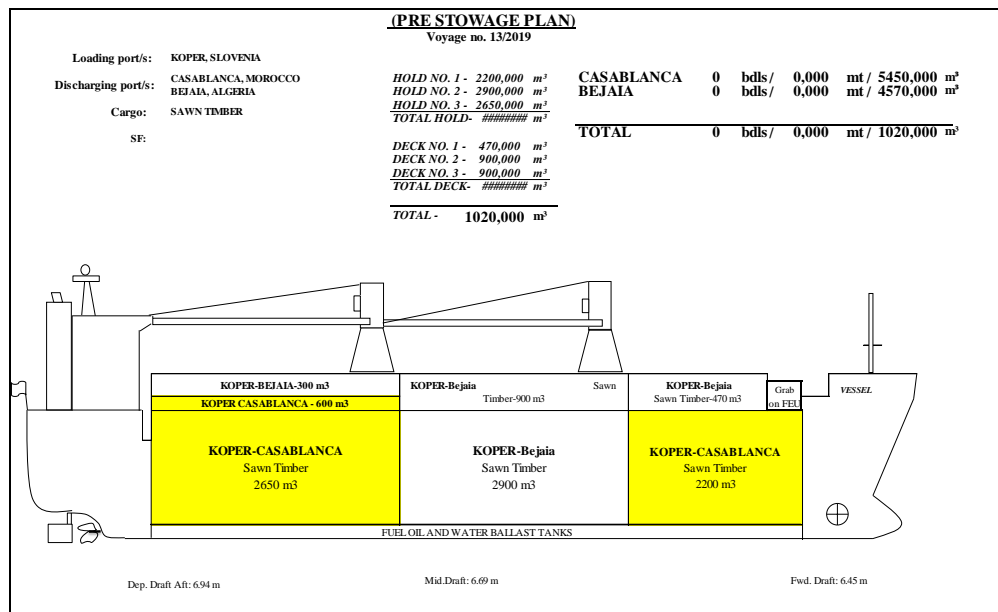 (PRE STOWAGE PLAN)
Voyage no. 13/2019
Loading port/s: KOPER, SLOVENIA
Discharging port/s: CASABLANCA, MOROCCO
BEJAIA, ALGERIA
Cargo: SAWN TIMBER
SF:
HOLD NO. 1 - 2200,000 m³
HOLD NO. 2 - 2900,000 m³
HOLD NO. 3 - 2650,000 m³
TOTAL HOLD- ######## m³
DECK NO. 1 - 470,000 m³
DECK NO. 2 - 900,000 m³
DECK NO. 3 - 900,000 m³
TOTAL DECK- ######## m³
TOTAL - 1020,000 m³
CASABLANCA 0 bdls / 0,000 mt / 5450,000 m³
BEJAIA 0 bdls / 0,000 mt / 4570,000 m³
TOTAL 0 bdls / 0,000 mt / 1020,000 m³
KOPER-BEJAIA-300 m3
KOPER CASABLANCA - 600 m3
KOPER-Bejaia Sawn
Timber-900 m3
KOPER-Bejaia
Sawn Timber-470 m3
Grab
on FEU
VESSEL
KOPER-CASABLANCA
Sawn Timber
2650 m3
KOPER-Bejaia
Sawn Timber
2900 m3
KOPER-CASABLANCA
Sawn Timber
2200 m3
FUEL OIL AND WATER BALLAST TANKS
Dep. Draft Aft: 6.94 m
Mid.Draft: 6.69 m
Fwd. Draft: 6.45 m